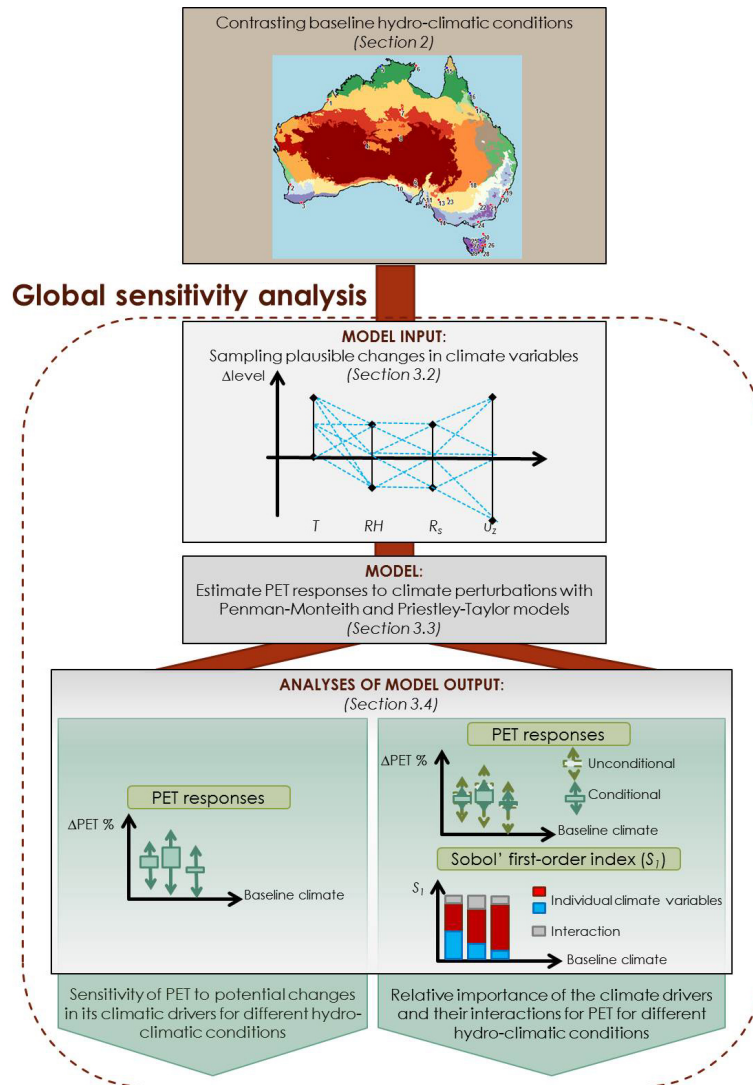 Contrasting baseline hydro-climatic conditions
(Section 2)
Global sensitivity analysis
MODEL INPUT:
Sampling plausible changes in climate variables
(Section 3.2)
Δlevel
T RH Rs uz
MODEL:
Estimate PET responses to climate perturbations with
Penman-Monteith and Priestley-Taylor models
(Section 3.3)
ANALYSES OF MODEL OUTPUT:
(Section 3.4)
PET responses
ΔPET %
Baseline climate
PET responses
ΔPET %
Unconditional
Conditional
Baseline climate
Sobol’ first-order index (S1)
S1
Individual climate variables
Interaction
Baseline climate
Sensitivity of PET to potential changes
in its climatic drivers for different hydro-
climatic conditions
Relative importance of the climate drivers
and their interactions for PET for different
hydro-climatic conditions